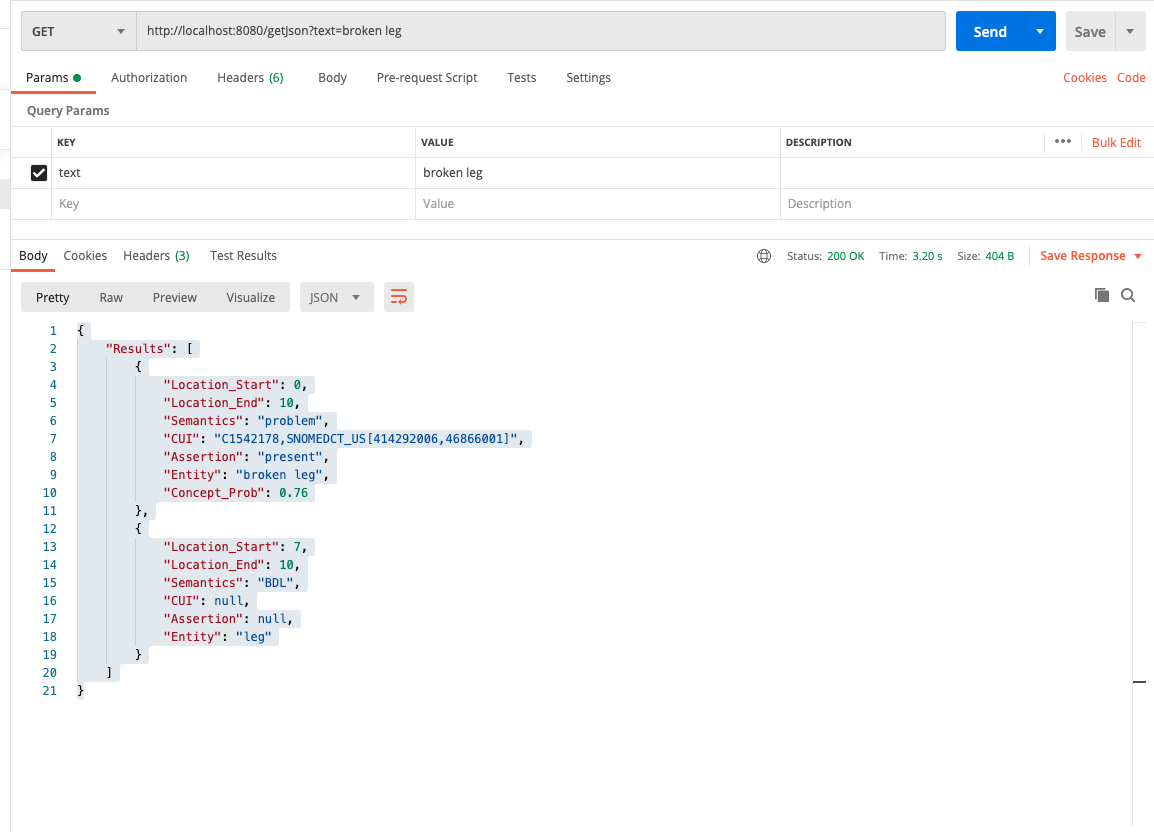 GET http://localhost:8080/getJson?text=broken leg Send Save
Params Authorization Headers (6) Body Pre-request Script Tests Settings Cookies Code
Query Params
KEY VALUE DESCRIPTION ••• Bulk Edit
text broken leg
Key Value Description
Body Cookies Headers (3) Test Results Status: 200 OK Time: 3.20 s Size: 404 B Save Response
Pretty Raw Preview Visualize JSON
1 {
2 "Results": [
3 {
4 "Location_Start": 0,
5 "Location_End": 10,
6 "Semantics": "problem",
7 "CUI": "C1542178,SNOMEDCT_US[414292006,46866001]",
8 "Assertion": "present",
9 "Entity": "broken leg",
10 "Concept_Prob": 0.76
11 },
12 {
13 "Location_Start": 7,
14 "Location_End": 10,
15 "Semantics": "BDL",
16 "CUI": null,
17 "Assertion": null,
18 "Entity": "leg"
19 }
20 ]
21 }